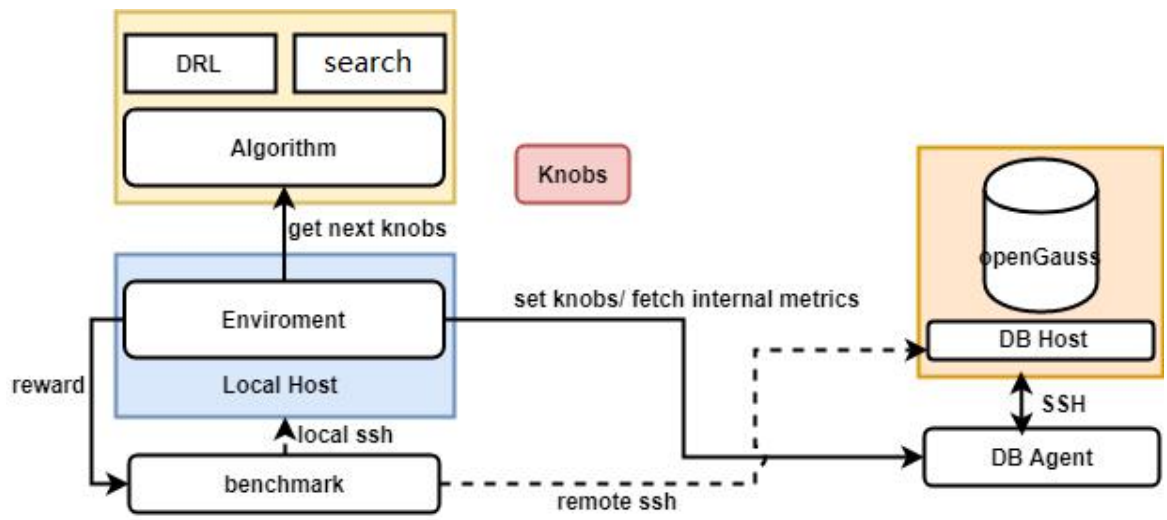 DRL
search
Algorithm
Knobs
get next knobs
openGauss
Enviroment
set knobs/ fetch internal metrics
DB Host
reward
Local Host
SSH
local ssh
DB Agent
benchmark
remote ssh